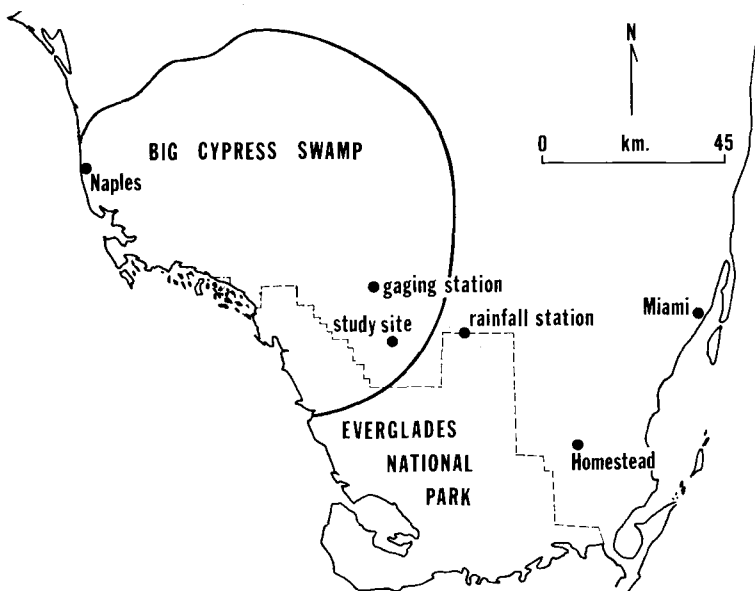 N
0 km. 45
BIG CYPRESS SWAMP
Naples
gaging station
study site
rainfall station
Miami
EVERGLADES
NATIONAL
PARK
Homestead